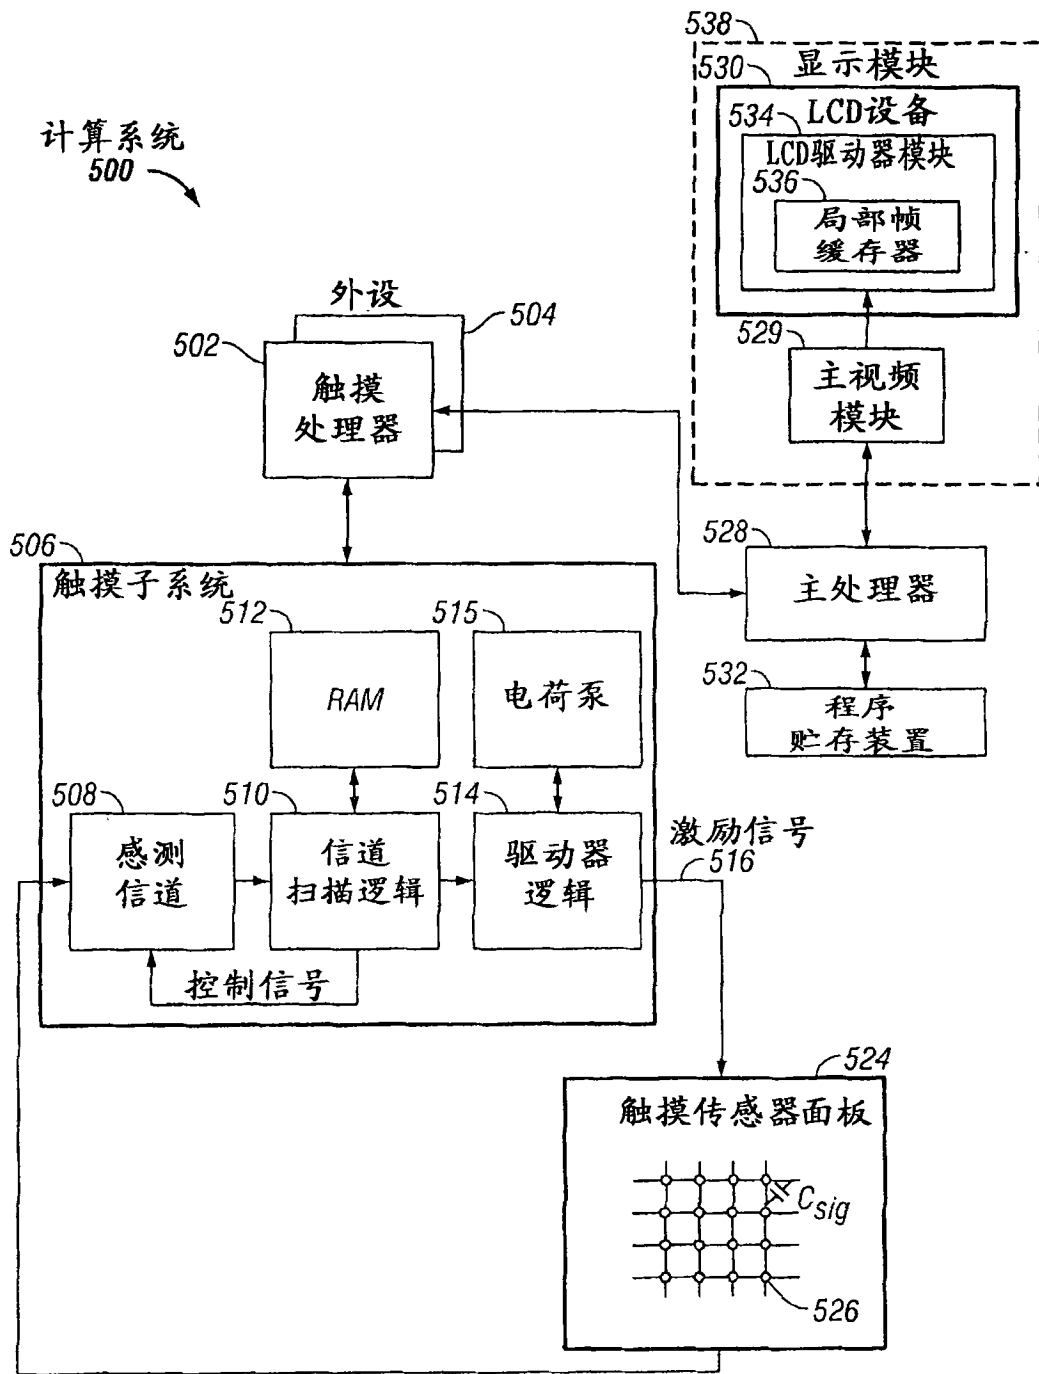 538
显示模块
530
LCD设备
534
LCD驱动器模块
536
局部帧
缓存器
计算系统
500
外设
504
502
触摸
处理器
529
主视频
模块
506
触摸子系统
528
主处理器
512
RAM
515
电荷泵
532
程序
贮存装置
508
感测
信道
510
信道
扫描逻辑
514
驱动器
逻辑
激励信号
516
控制信号
524
触摸传感器面板
Csig
526